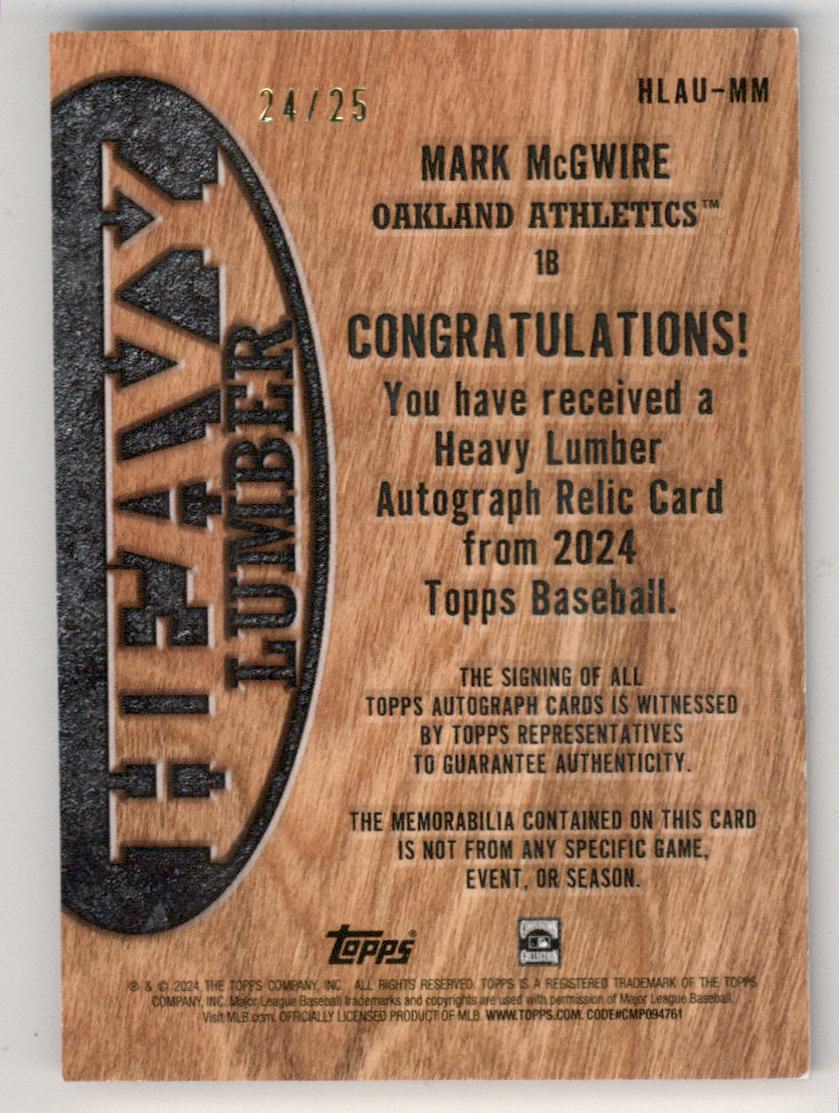 24/25
HLAU-MM
MARK McGWIRE
OAKLAND ATHLETICS™
1B
HEAVY
LUMBER
CONGRATULATIONS!
You have received a
Heavy Lumber
Autograph Relic Card
from 2024
Topps Baseball.
THE SIGNING OF ALL
TOPPS AUTOGRAPH CARDS IS WITNESSED
BY TOPPS REPRESENTATIVES
TO GUARANTEE AUTHENTICITY.
THE MEMORABILIA CONTAINED ON THIS CARD
IS NOT FROM ANY SPECIFIC GAME,
EVENT, OR SEASON.
Topps®
COLLECTION
® & © 2024 THE TOPPS COMPANY, INC. ALL RIGHTS RESERVED. TOPPS IS A REGISTERED TRADEMARK OF THE TOPPS
COMPANY, INC. Major League Baseball trademarks and copyrights are used with permission of Major League Baseball.
Visit MLB.com. OFFICIALLY LICENSED PRODUCT OF MLB. WWW.TOPPS.COM. CODE#CMP094761